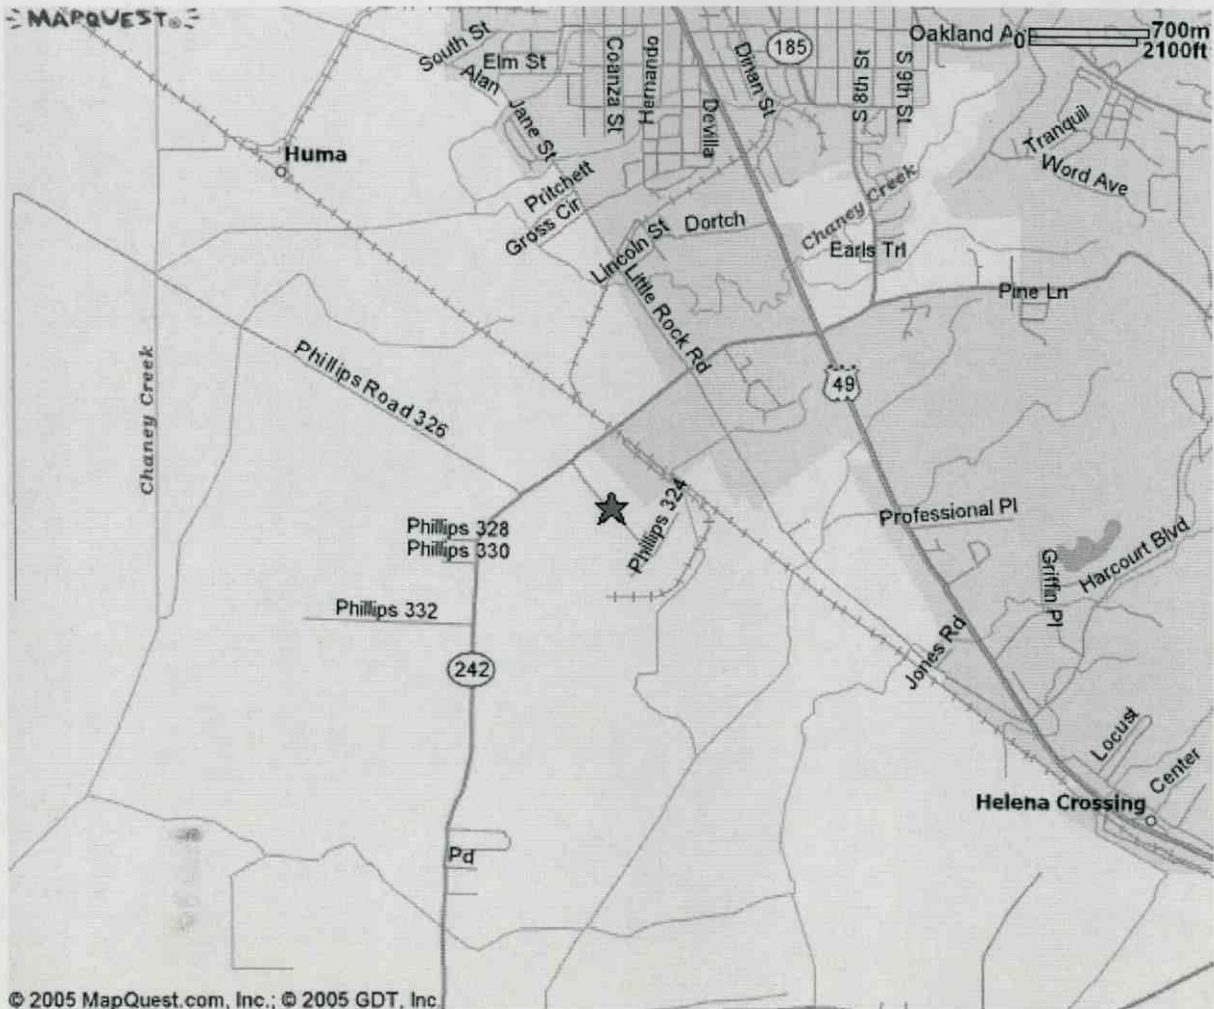 MAPQUEST®
Oakland A
0
700m
2100ft
185
South St
Elm St
Alan
Jane St
Coanza St
Hernando
Devilla
Dinan St
S 8th St
S 9th St
Tranquil
Word Ave
Huma
Pritchett
Gross Cir
Lincoln St
Dortch
Chaney Creek
Earls Trl
Little Rock Rd
Pine Ln
Phillips Road 326
49
Chaney Creek
Phillips 324
Professional Pl
Phillips 328
Phillips 330
Griffin Pl
Harcourt Blvd
Phillips 332
Jones Rd
242
Locust
Center
Helena Crossing
Pd
© 2005 MapQuest.com, Inc.; © 2005 GDT, Inc.